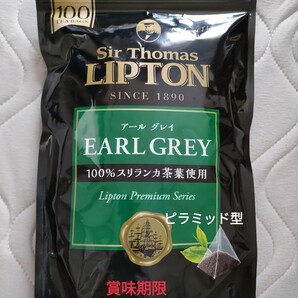 100
TEA BAGS
Sir Thomas
LIPTON
SINCE 1890
アール グレイ
EARL GREY
100%スリランカ茶葉使用
Lipton Premium Series
ピラミッド型
賞味期限